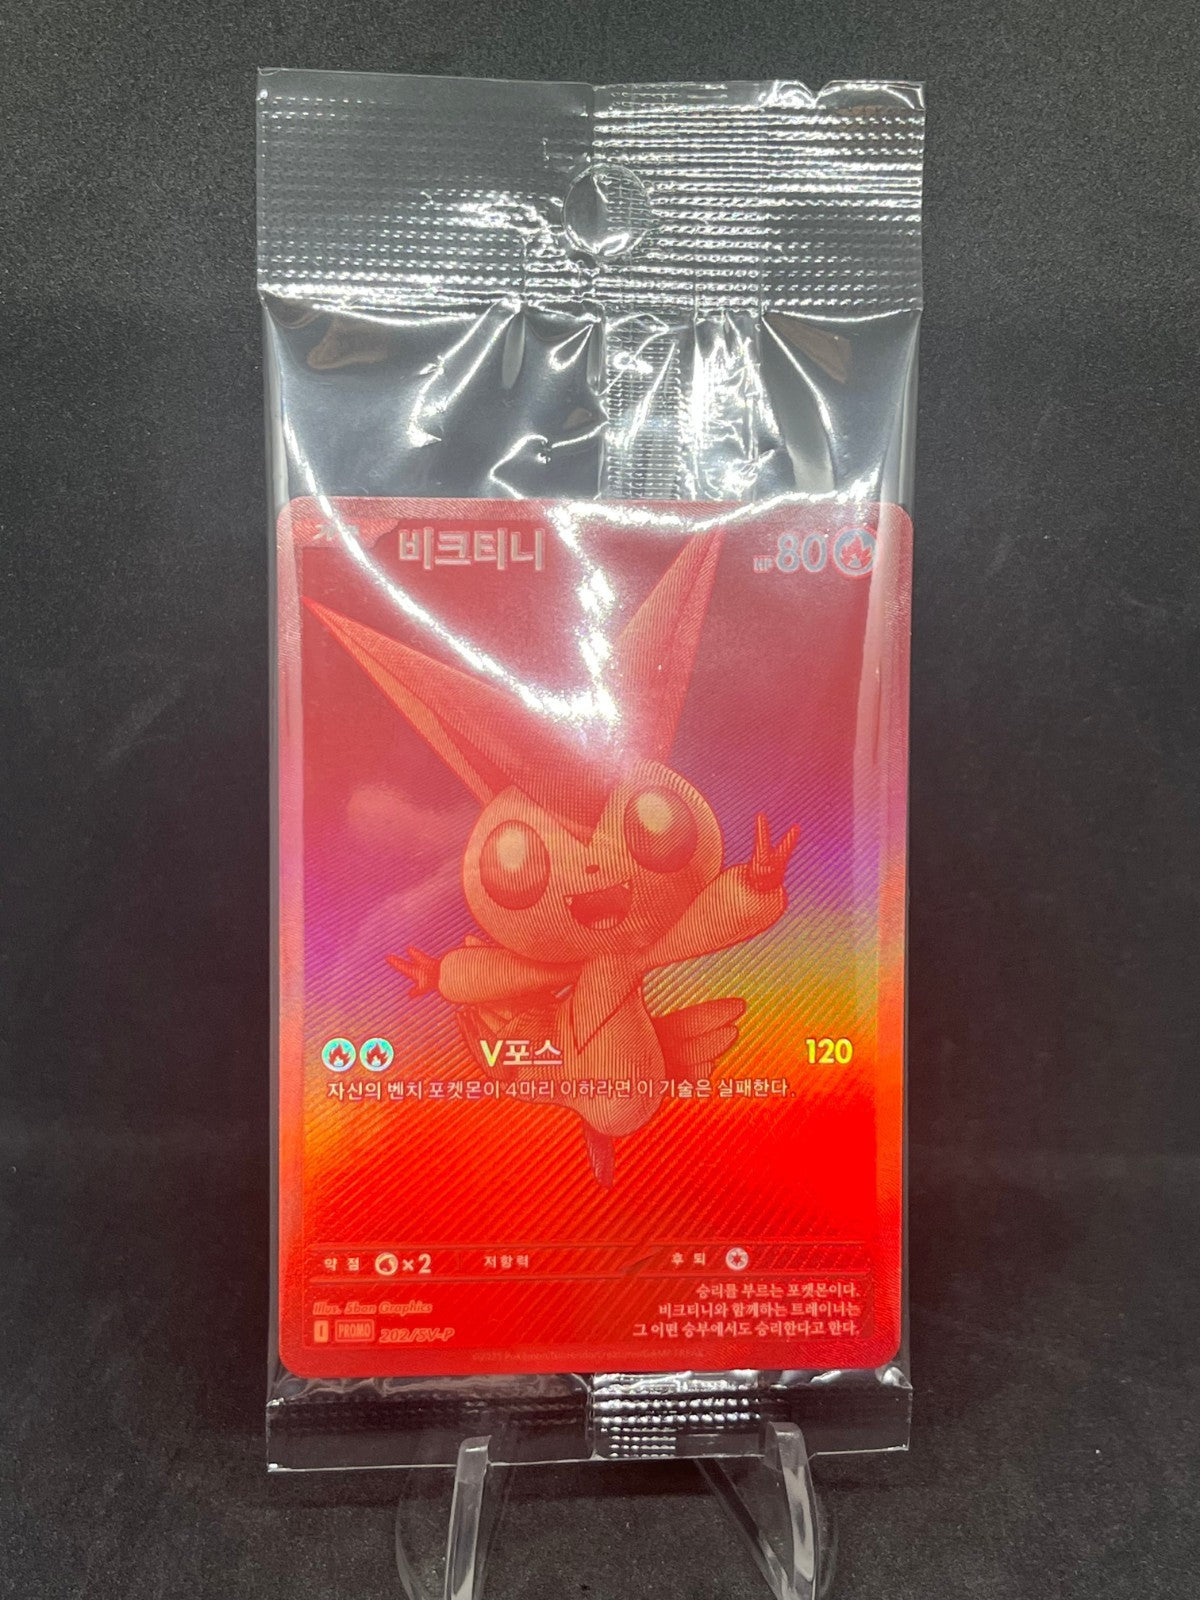 비크티니
HP 80
V포스 120
자신의 벤치 포켓몬이 4마리 이하라면 이 기술은 실패한다.
약점 ×2 저항력 후퇴
승리를 부르는 포켓몬이다.
비크티니와 함께하는 트레이너는
그 어떤 승부에서도 승리한다고 한다.
Illus. 5ban Graphics
I PROMO 202/SV-P